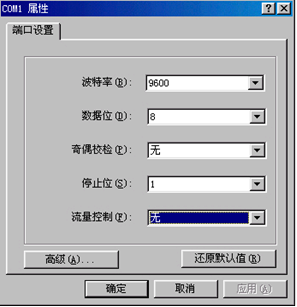 COM1 属性
端口设置
波特率(B): 9600
数据位(D): 8
奇偶校检(P): 无
停止位(S): 1
流量控制(F): 无
高级(A)... 还原默认值(R)
确定 取消 应用(A)